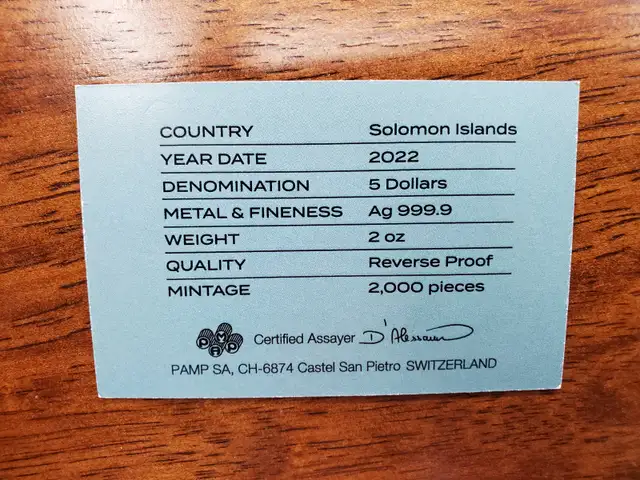 COUNTRY Solomon Islands
YEAR DATE 2022
DENOMINATION 5 Dollars
METAL & FINENESS Ag 999.9
WEIGHT 2 oz
QUALITY Reverse Proof
MINTAGE 2,000 pieces
PAMP
Certified Assayer D'Alessandro
PAMP SA, CH-6874 Castel San Pietro SWITZERLAND